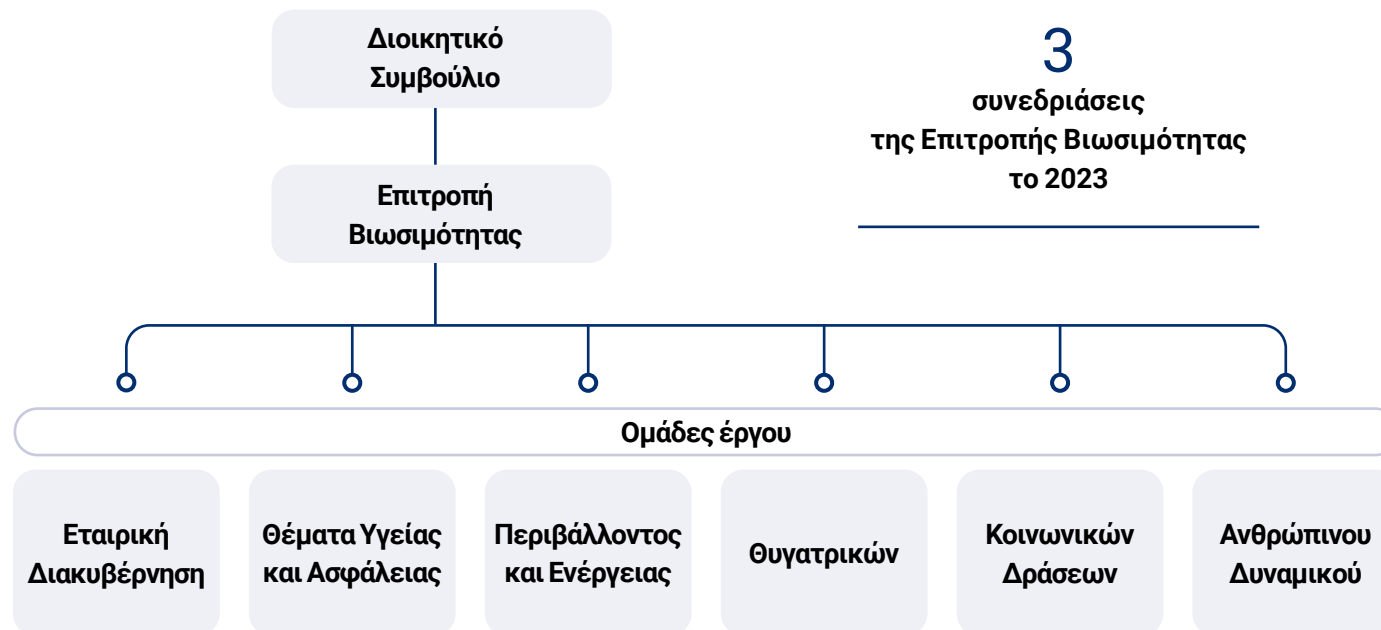 Διοικητικό
Συμβούλιο
3
συνεδριάσεις
της Επιτροπής Βιωσιμότητας
το 2023
Επιτροπή
Βιωσιμότητας
Ομάδες έργου
Εταιρική
Διακυβέρνηση
Θέματα Υγείας
και Ασφάλειας
Περιβάλλοντος
και Ενέργειας
Θυγατρικών
Κοινωνικών
Δράσεων
Ανθρώπινου
Δυναμικού